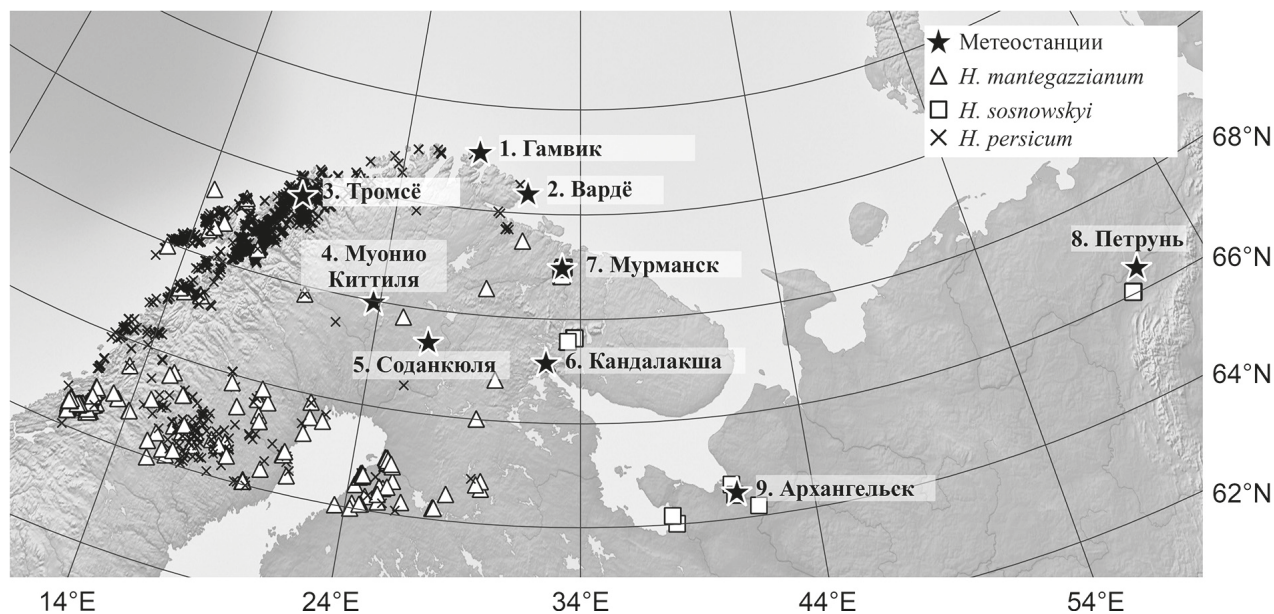 Метеостанции
H. mantegazzianum
H. sosnowskyi
H. persicum
68°N
1. Гамвик
2. Вардё
3. Тромсё
8. Петрунь
4. Муонио
Киттиля
7. Мурманск
66°N
5. Соданкюля
6. Кандалакша
64°N
9. Архангельск
62°N
14°E
24°E
34°E
44°E
54°E